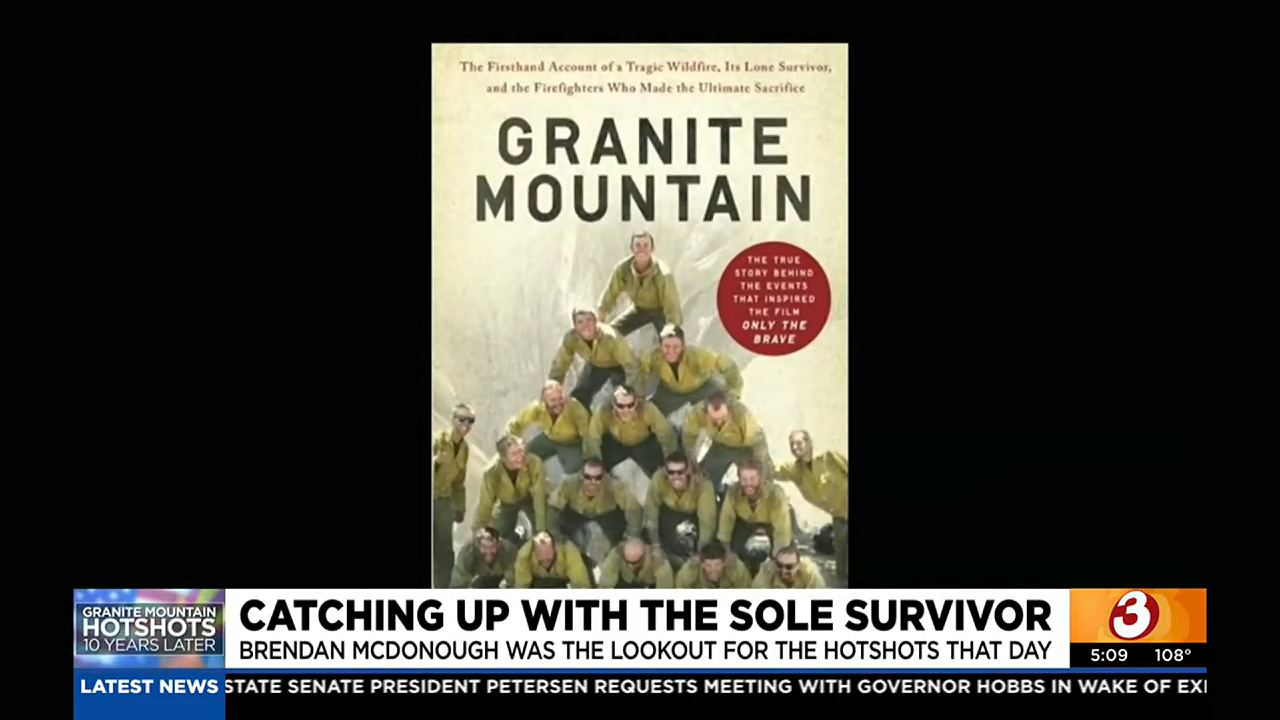 The Firsthand Account of a Tragic Wildfire, Its Lone Survivor,
and the Firefighters Who Made the Ultimate Sacrifice
GRANITE
MOUNTAIN
THE TRUE
STORY BEHIND
THE EVENTS
THAT INSPIRED
THE FILM
ONLY THE
BRAVE
GRANITE MOUNTAIN
HOTSHOTS
10 YEARS LATER
CATCHING UP WITH THE SOLE SURVIVOR
BRENDAN MCDONOUGH WAS THE LOOKOUT FOR THE HOTSHOTS THAT DAY
3
5:09 108°
LATEST NEWS STATE SENATE PRESIDENT PETERSEN REQUESTS MEETING WITH GOVERNOR HOBBS IN WAKE OF